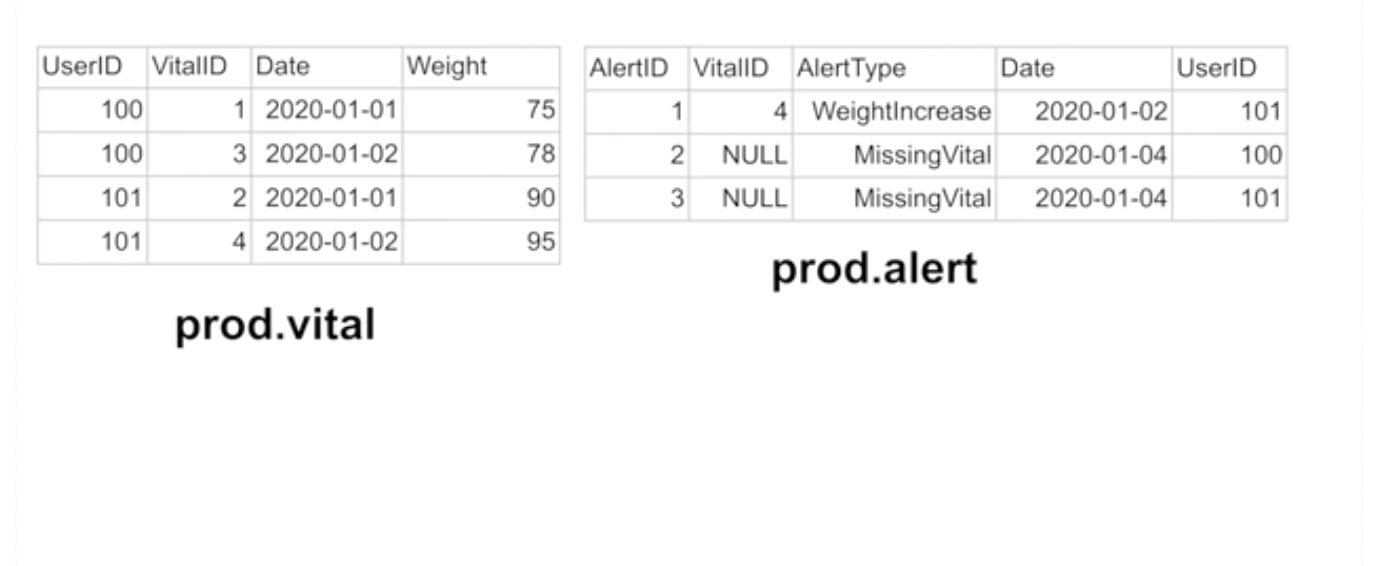 UserID VitalID Date Weight
100 1 2020-01-01 75
100 3 2020-01-02 78
101 2 2020-01-01 90
101 4 2020-01-02 95
prod.vital
AlertID VitalID AlertType Date UserID
1 4 WeightIncrease 2020-01-02 101
2 NULL MissingVital 2020-01-04 100
3 NULL MissingVital 2020-01-04 101
prod.alert